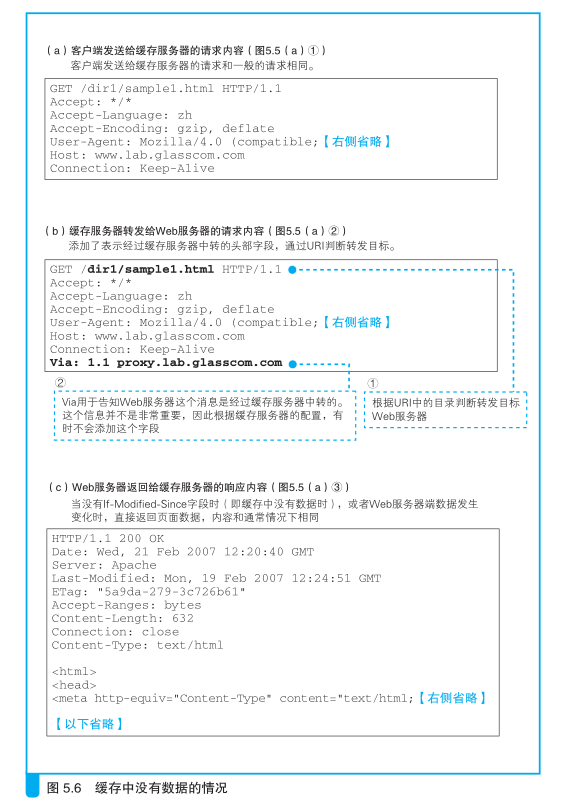 （a）客户端发送给缓存服务器的请求内容（图5.5（a）①）
客户端发送给缓存服务器的请求和一般的请求相同。
GET /dir1/sample1.html HTTP/1.1
Accept: */*
Accept-Language: zh
Accept-Encoding: gzip, deflate
User-Agent: Mozilla/4.0 (compatible;【右侧省略】
Host: www.lab.glasscom.com
Connection: Keep-Alive
（b）缓存服务器转发给Web服务器的请求内容（图5.5（a）②）
添加了表示经过缓存服务器中转的头部字段，通过URI判断转发目标。
GET /dir1/sample1.html HTTP/1.1
Accept: */*
Accept-Language: zh
Accept-Encoding: gzip, deflate
User-Agent: Mozilla/4.0 (compatible;【右侧省略】
Host: www.lab.glasscom.com
Connection: Keep-Alive
Via: 1.1 proxy.lab.glasscom.com
②
Via用于告知Web服务器这个消息是经过缓存服务器中转的。
这个信息并不是非常重要，因此根据缓存服务器的配置，有
时不会添加这个字段
①
根据URI中的目录判断转发目标
Web服务器
（c）Web服务器返回给缓存服务器的响应内容（图5.5（a）③）
当没有If-Modified-Since字段时（即缓存中没有数据时），或者Web服务器端数据发生
变化时，直接返回页面数据，内容和通常情况下相同
HTTP/1.1 200 OK
Date: Wed, 21 Feb 2007 12:20:40 GMT
Server: Apache
Last-Modified: Mon, 19 Feb 2007 12:24:51 GMT
ETag: "5a9da-279-3c726b61"
Accept-Ranges: bytes
Content-Length: 632
Connection: close
Content-Type: text/html
<html>
<head>
<meta http-equiv="Content-Type" content="text/html;【右侧省略】
【以下省略】
图 5.6 缓存中没有数据的情况